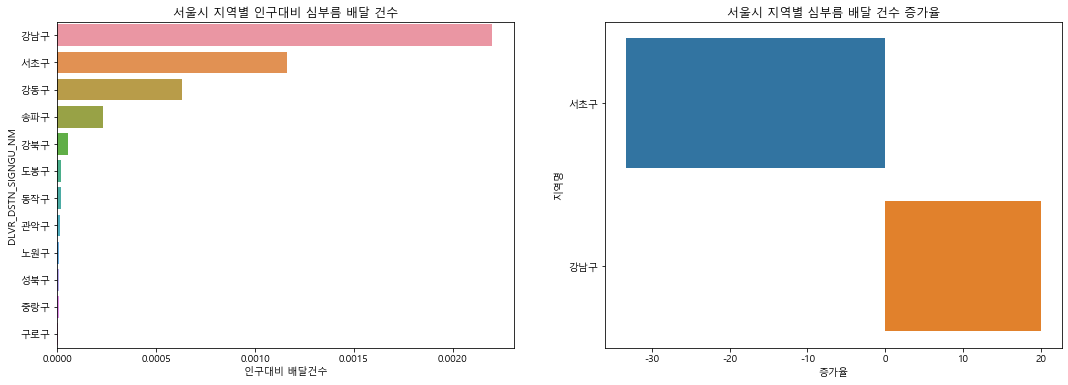 서울시 지역별 인구대비 심부름 배달 건수
DLVR_DSTN_SIGNGU_NM
강남구
서초구
강동구
송파구
강북구
도봉구
동작구
관악구
노원구
성북구
중랑구
구로구
0.0000 0.0005 0.0010 0.0015 0.0020
인구대비 배달건수
서울시 지역별 심부름 배달 건수 증가율
지역명
서초구
강남구
-30 -20 -10 0 10 20
증가율